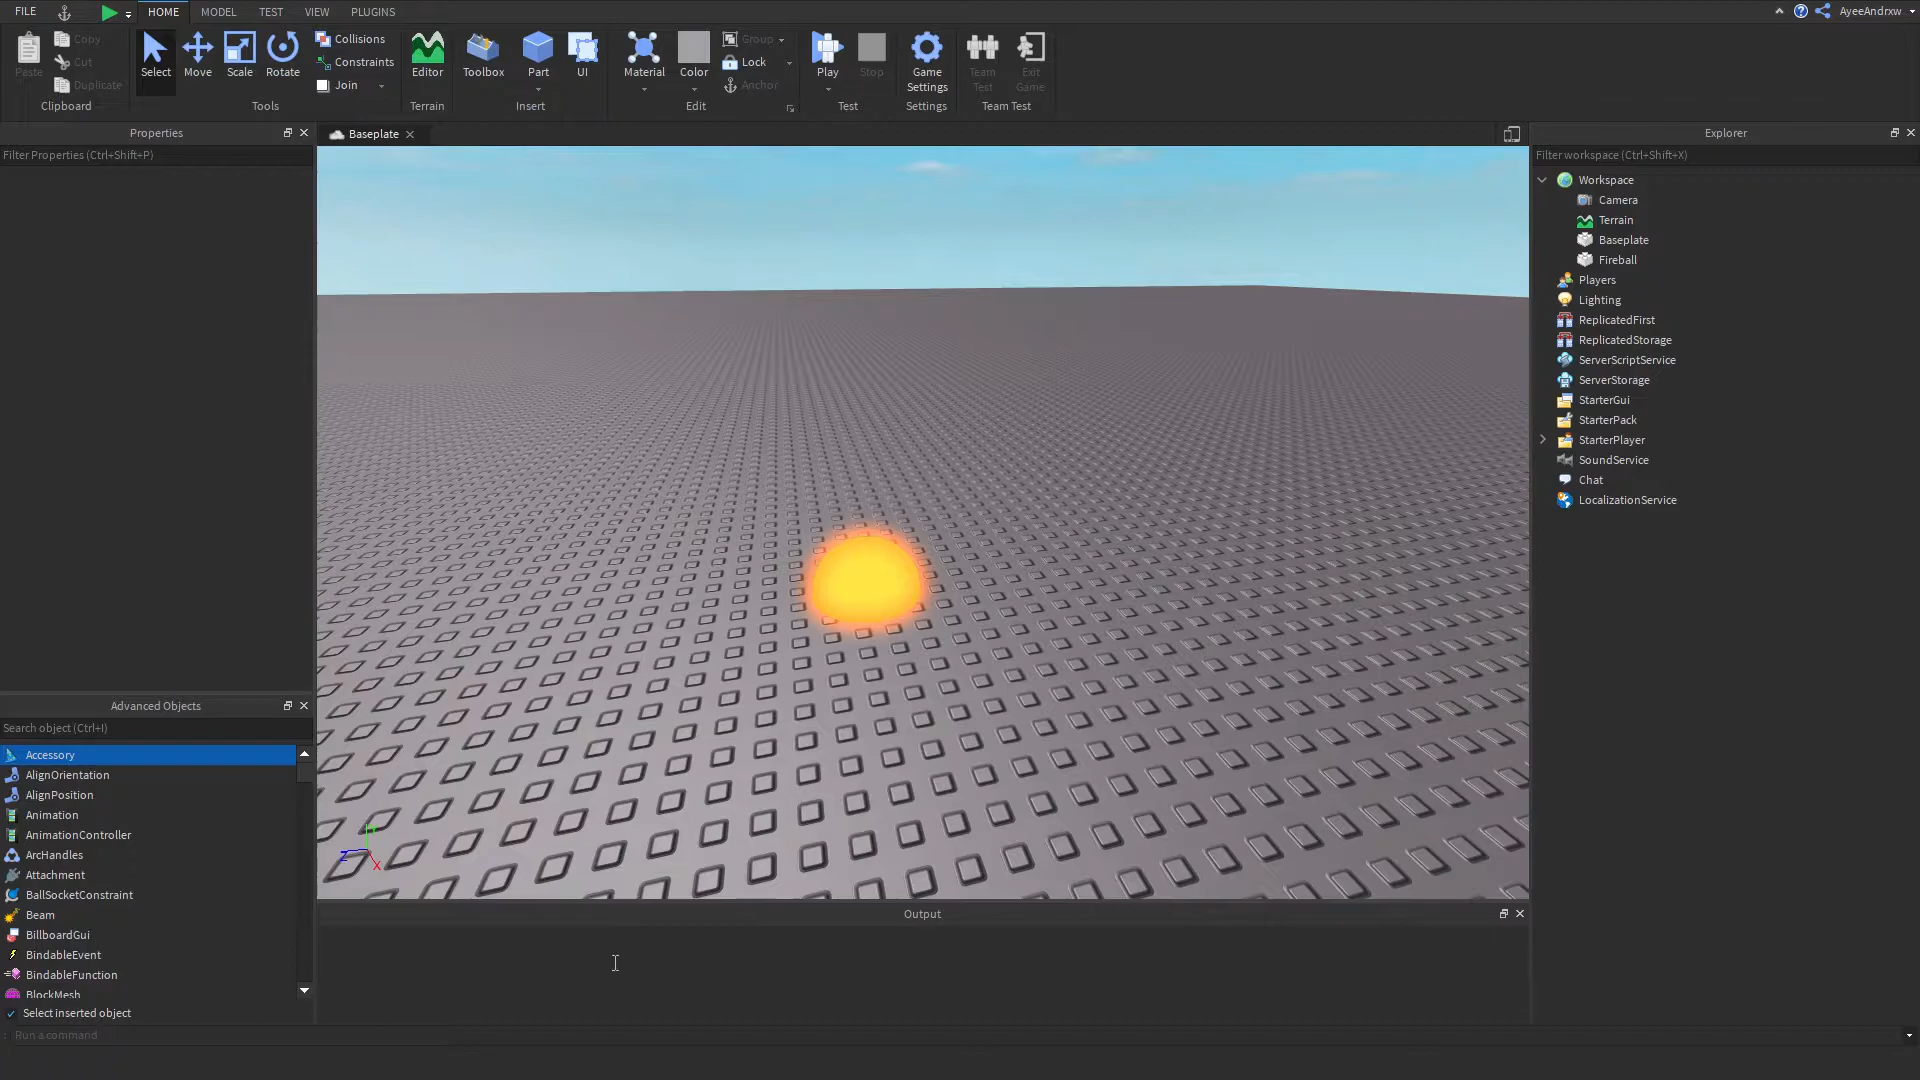 FILE
HOME
MODEL
TEST
VIEW
PLUGINS
AyeeAndrxw
Paste
Copy
Cut
Duplicate
Clipboard
Select
Move
Scale
Rotate
Collisions
Constraints
Join
Tools
Editor
Terrain
Toolbox
Part
UI
Insert
Material
Color
Group
Lock
Anchor
Edit
Play
Stop
Test
Game
Settings
Settings
Team
Test
Exit
Game
Team Test
Properties
Filter Properties (Ctrl+Shift+P)
Baseplate
Explorer
Filter workspace (Ctrl+Shift+X)
Workspace
Camera
Terrain
Baseplate
Fireball
Players
Lighting
ReplicatedFirst
ReplicatedStorage
ServerScriptService
ServerStorage
StarterGui
StarterPack
StarterPlayer
SoundService
Chat
LocalizationService
Advanced Objects
Search object (Ctrl+I)
Accessory
AlignOrientation
AlignPosition
Animation
AnimationController
ArcHandles
Attachment
BallSocketConstraint
Beam
BillboardGui
BindableEvent
BindableFunction
BlockMesh
Select inserted object
Z
X
Output
Run a command